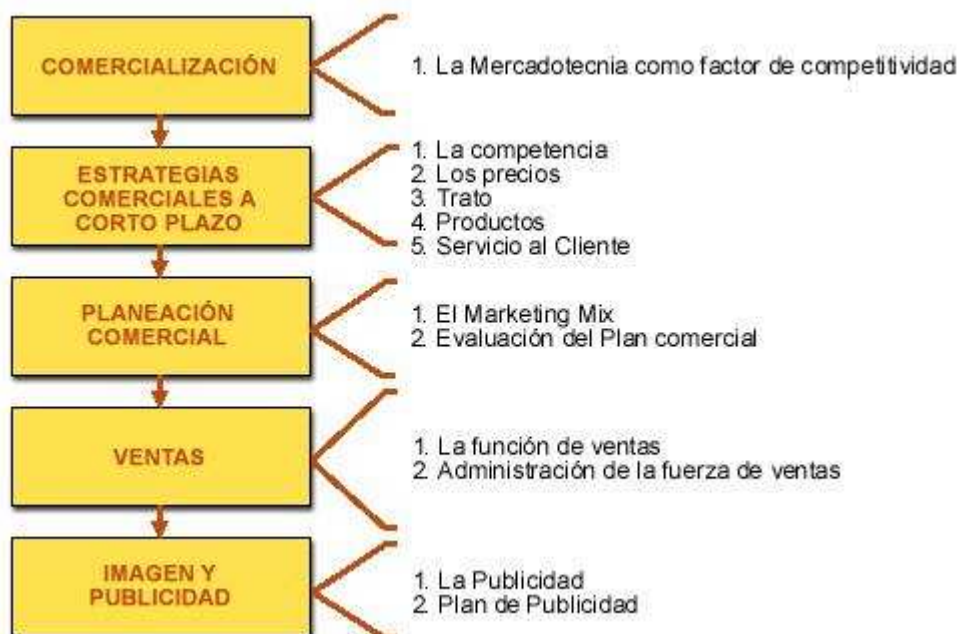 COMERCIALIZACIÓN
1. La Mercadotecnia como factor de competitividad
ESTRATEGIAS
COMERCIALES A
CORTO PLAZO
1. La competencia
2. Los precios
3. Trato
4. Productos
5. Servicio al Cliente
PLANEACIÓN
COMERCIAL
1. El Marketing Mix
2. Evaluación del Plan comercial
VENTAS
1. La función de ventas
2. Administración de la fuerza de ventas
IMAGEN Y
PUBLICIDAD
1. La Publicidad
2. Plan de Publicidad